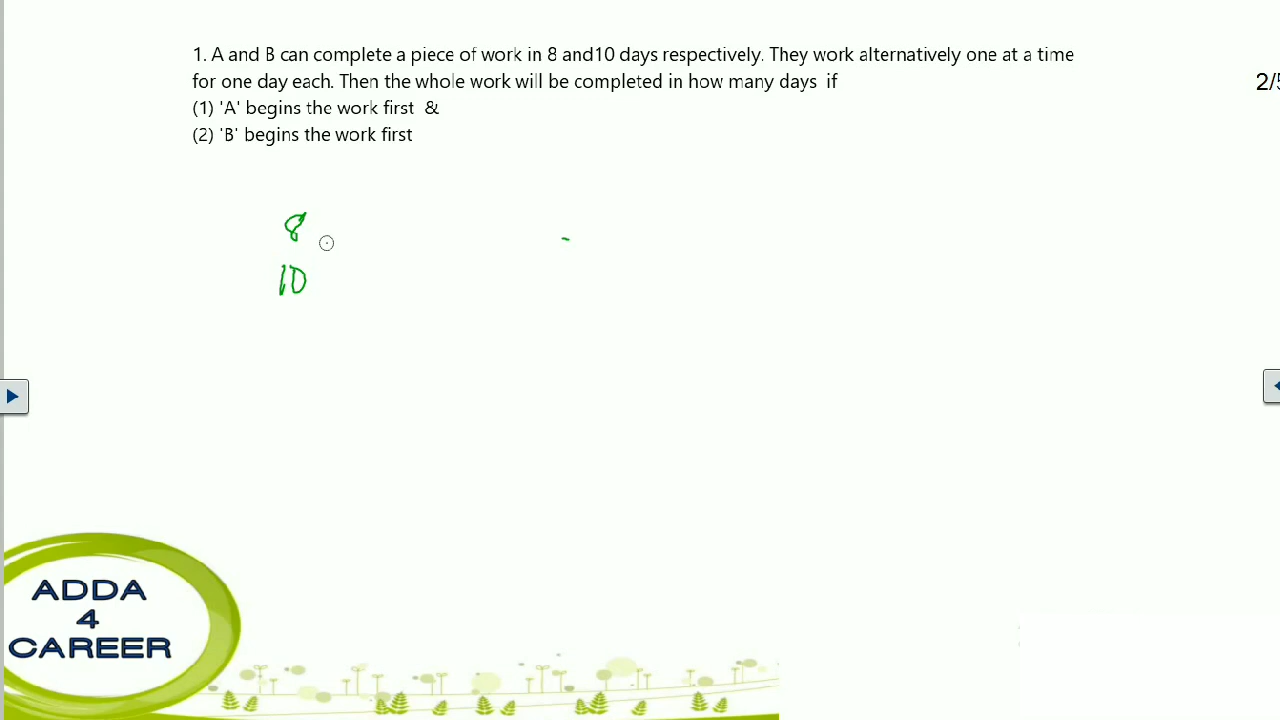 1. A and B can complete a piece of work in 8 and10 days respectively. They work alternatively one at a time
for one day each. Then the whole work will be completed in how many days if
(1) 'A' begins the work first &
(2) 'B' begins the work first
2/5
8
10
ADDA
4
CAREER